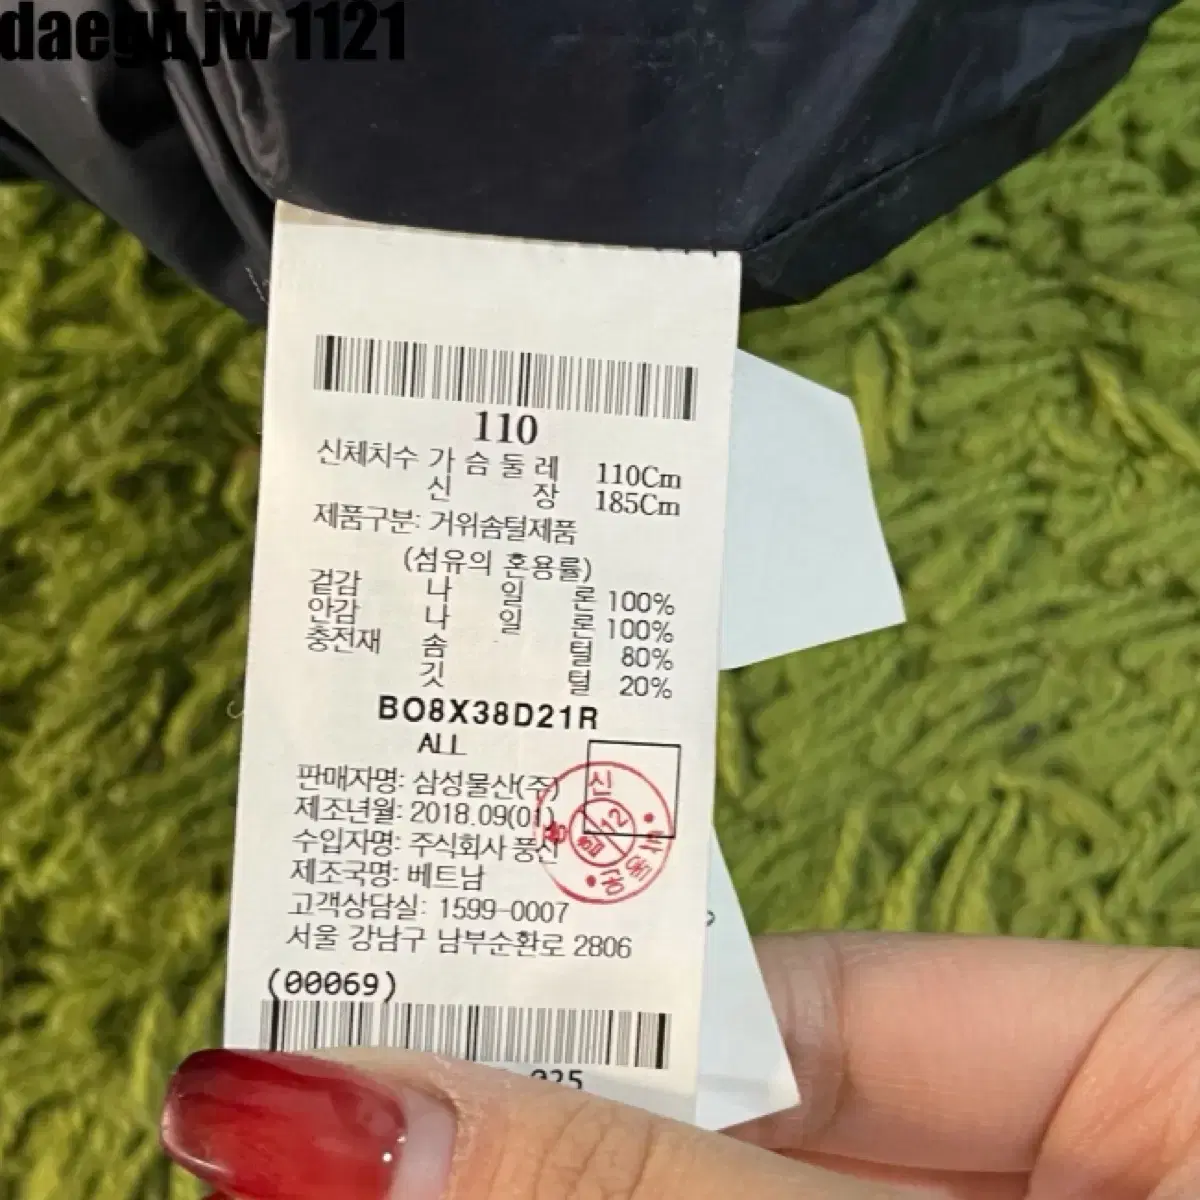 daegu jw 1121
110
신체치수 가 슴 둘 레 110Cm
신 장 185Cm
제품구분: 거위솜털제품
(섬유의 혼용률)
겉감 나 일 론 100%
안감 나 일 론 100%
충전재 솜 털 80%
깃 털 20%
BO8X38D21R
ALL
판매자명: 삼성물산(주)
제조년월: 2018.09(01)
수입자명: 주식회사 풍신
제조국명: 베트남
고객상담실: 1599-0007
서울 강남구 남부순환로 2806
(00069)
025